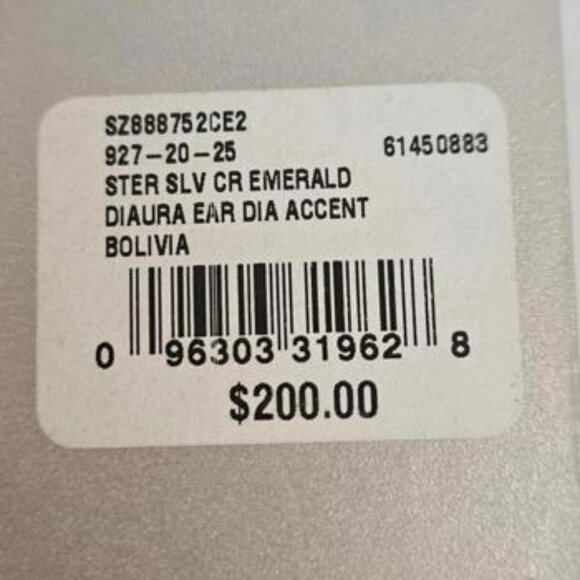 SZ888752CE2
927-20-25 61450883
STER SLV CR EMERALD
DIAURA EAR DIA ACCENT
BOLIVIA
0 96303 31962 8
$200.00